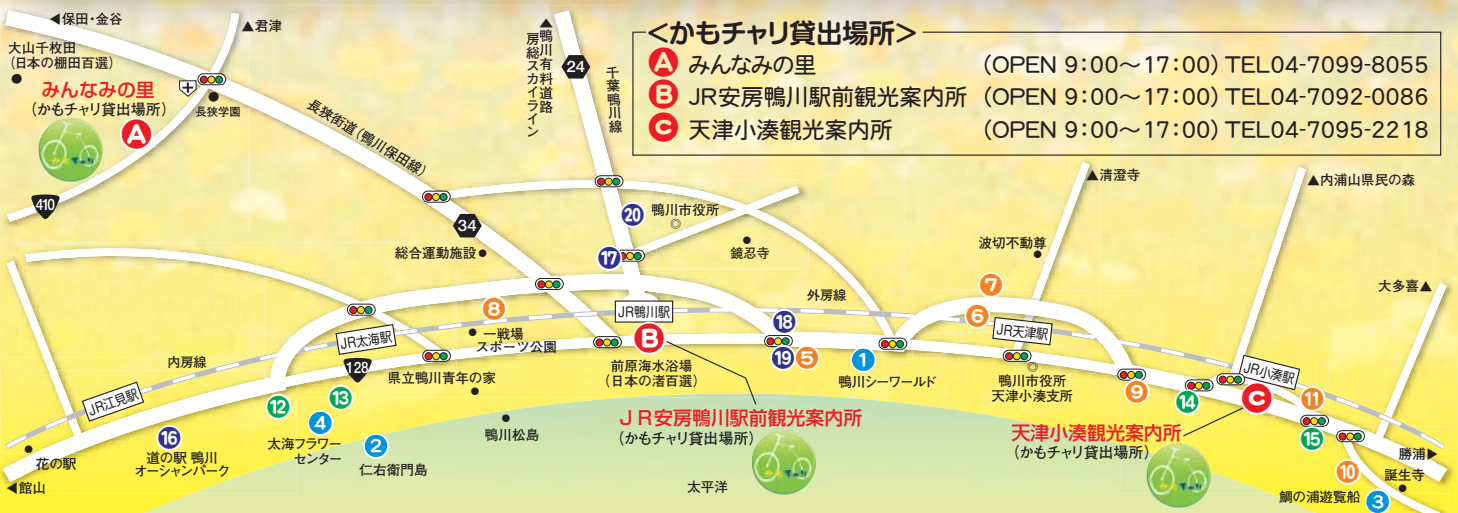 ◀保田・金谷
▲君津
大山千枚田
(日本の棚田百選)
みんなみの里
(かもチャリ貸出場所)
A
かもチャリ
長狭学園
410
長狭街道(鴨川保田線)
34
総合運動施設
▲鴨川有料道路
房総スカイライン
24
千葉鴨川線
<かもチャリ貸出場所>
A みんなみの里 (OPEN 9:00〜17:00) TEL04-7099-8055
B JR安房鴨川駅前観光案内所 (OPEN 9:00〜17:00) TEL04-7092-0086
C 天津小湊観光案内所 (OPEN 9:00〜17:00) TEL04-7095-2218
20
鴨川市役所
17
鏡忍寺
▲清澄寺
▲内浦山県民の森
波切不動尊
大多喜▲
7
6
外房線
8
JR鴨川駅
18
JR天津駅
JR太海駅
一戦場
スポーツ公園
B
19
5
1
鴨川シーワールド
内房線
128
県立鴨川青年の家
前原海水浴場
(日本の渚百選)
鴨川市役所
天津小湊支所
9
14
JR小湊駅
C
11
JR江見駅
12
13
4
太海フラワー
センター
2
仁右衛門島
鴨川松島
JR安房鴨川駅前観光案内所
(かもチャリ貸出場所)
かもチャリ
天津小湊観光案内所
(かもチャリ貸出場所)
かもチャリ
15
16
道の駅 鴨川
オーシャンパーク
花の駅
◀館山
太平洋
10
勝浦▶
誕生寺
鯛の浦遊覧船
3